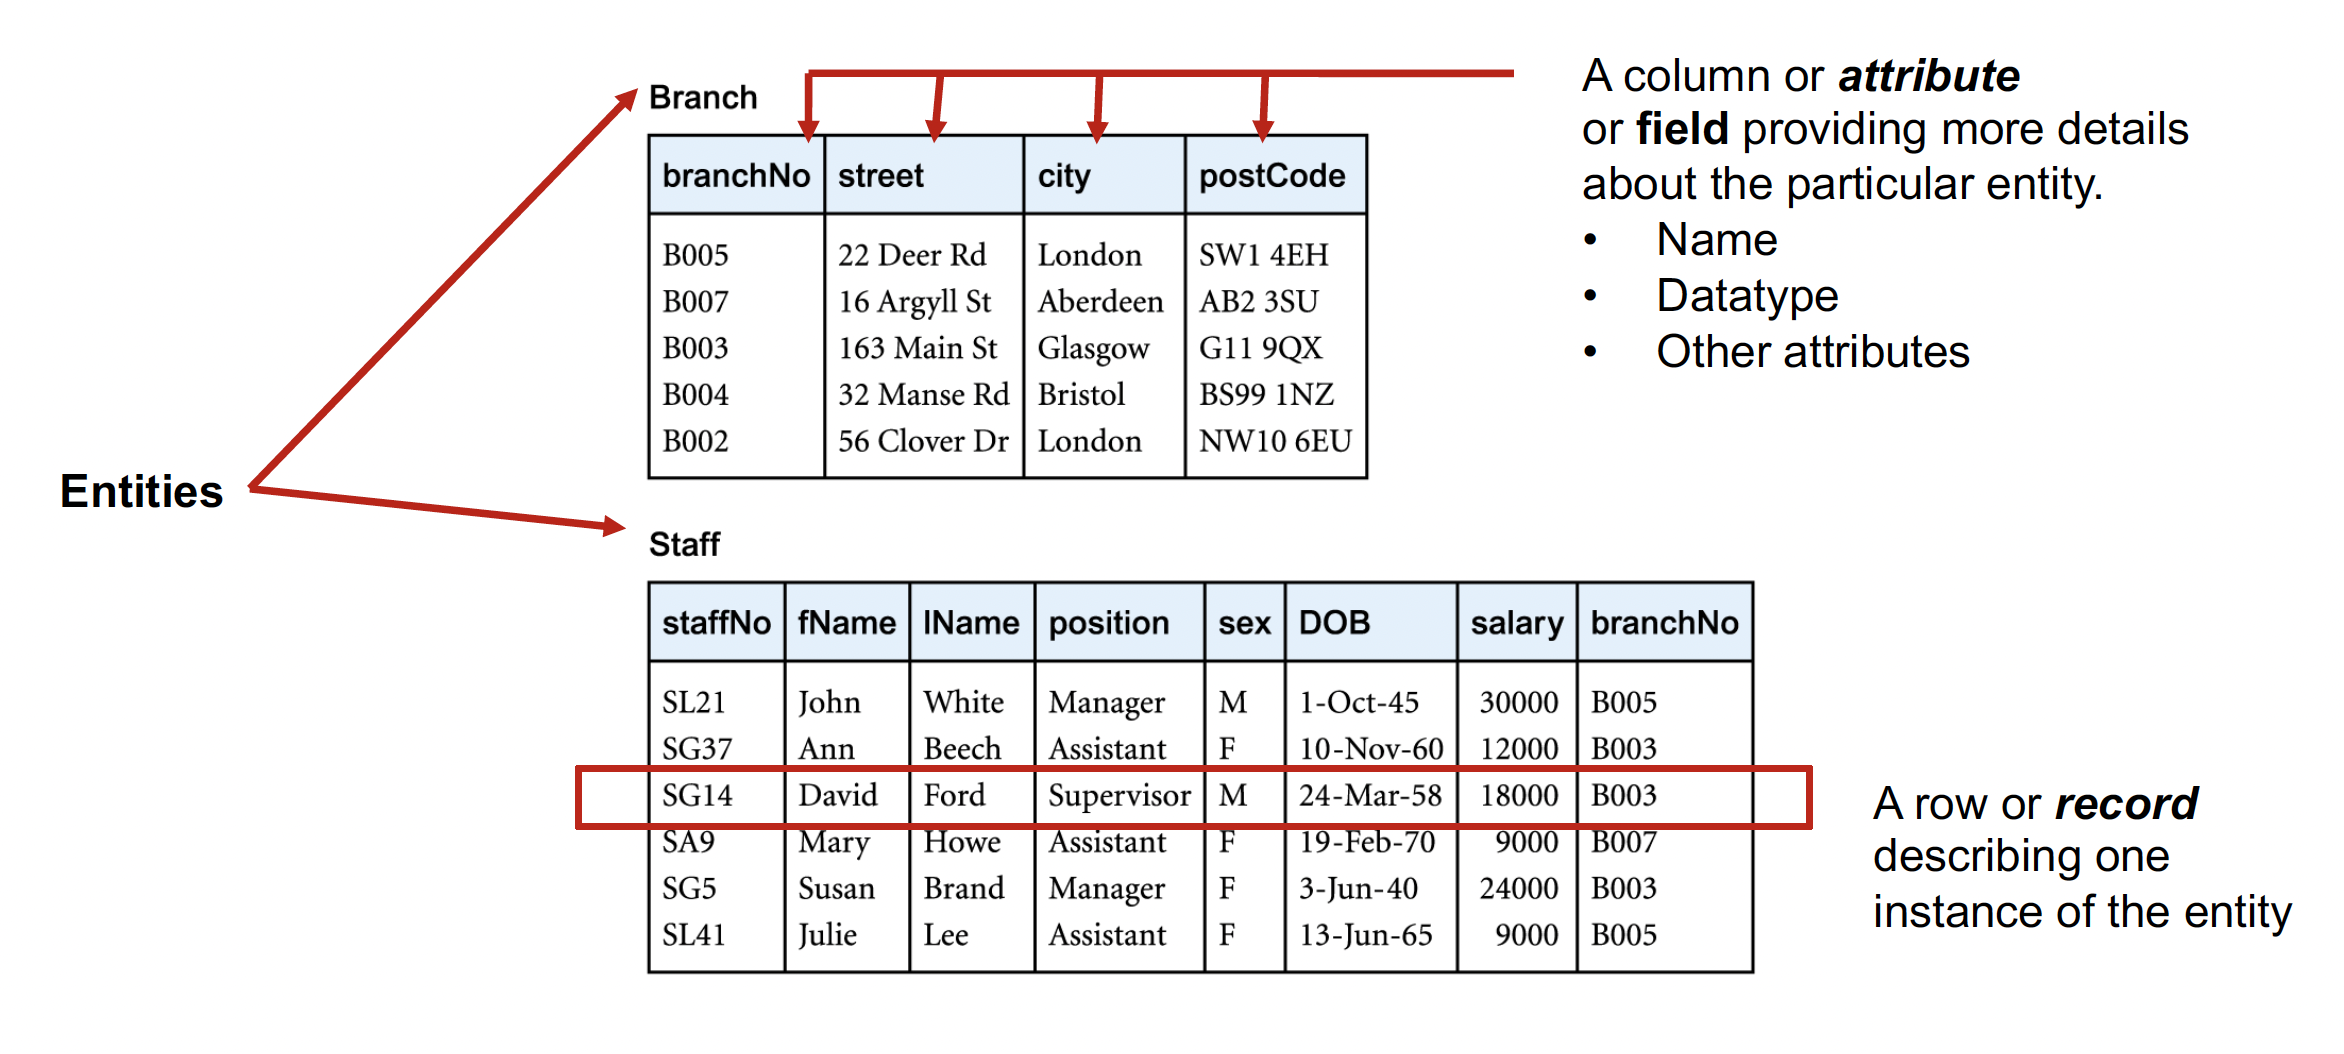 A column or attribute
or field providing more details
about the particular entity.
• Name
• Datatype
• Other attributes
Branch
branchNo street city postCode
B005 22 Deer Rd London SW1 4EH
B007 16 Argyll St Aberdeen AB2 3SU
B003 163 Main St Glasgow G11 9QX
B004 32 Manse Rd Bristol BS99 1NZ
B002 56 Clover Dr London NW10 6EU
Entities
Staff
staffNo fName lName position sex DOB salary branchNo
SL21 John White Manager M 1-Oct-45 30000 B005
SG37 Ann Beech Assistant F 10-Nov-60 12000 B003
SG14 David Ford Supervisor M 24-Mar-58 18000 B003
SA9 Mary Howe Assistant F 19-Feb-70 9000 B007
SG5 Susan Brand Manager F 3-Jun-40 24000 B003
SL41 Julie Lee Assistant F 13-Jun-65 9000 B005
A row or record
describing one
instance of the entity